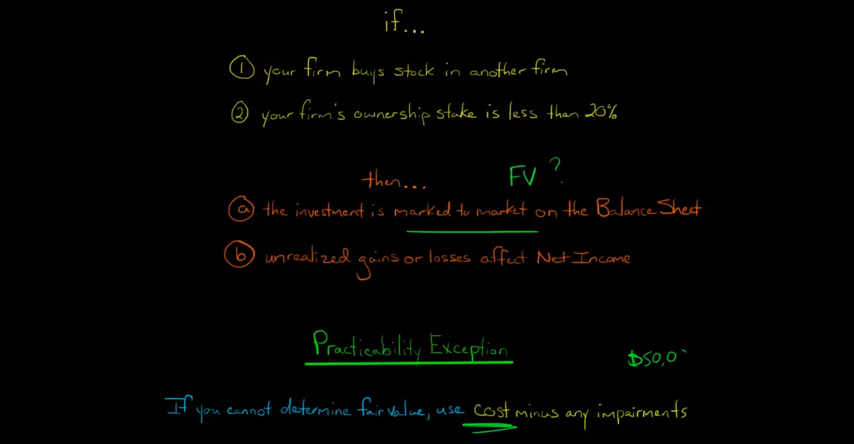 if...
① your firm buys stock in another firm
② your firm's ownership stake is less than 20%
then... FV ?
ⓐ the investment is marked to market on the Balance Sheet
ⓑ unrealized gains or losses affect Net Income
Practicability Exception
$50,0
If you cannot determine fair value, use cost minus any impairments